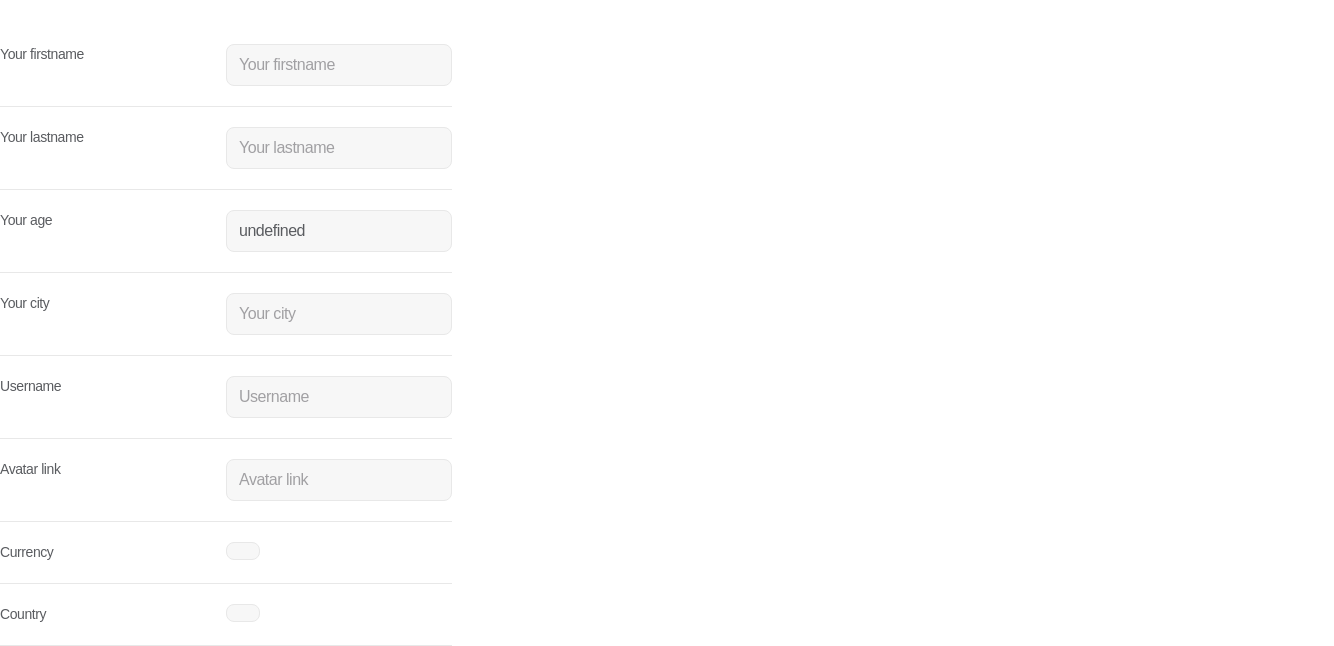 Your firstname
Your firstname
Your lastname
Your lastname
Your age
undefined
Your city
Your city
Username
Username
Avatar link
Avatar link
Currency
Country